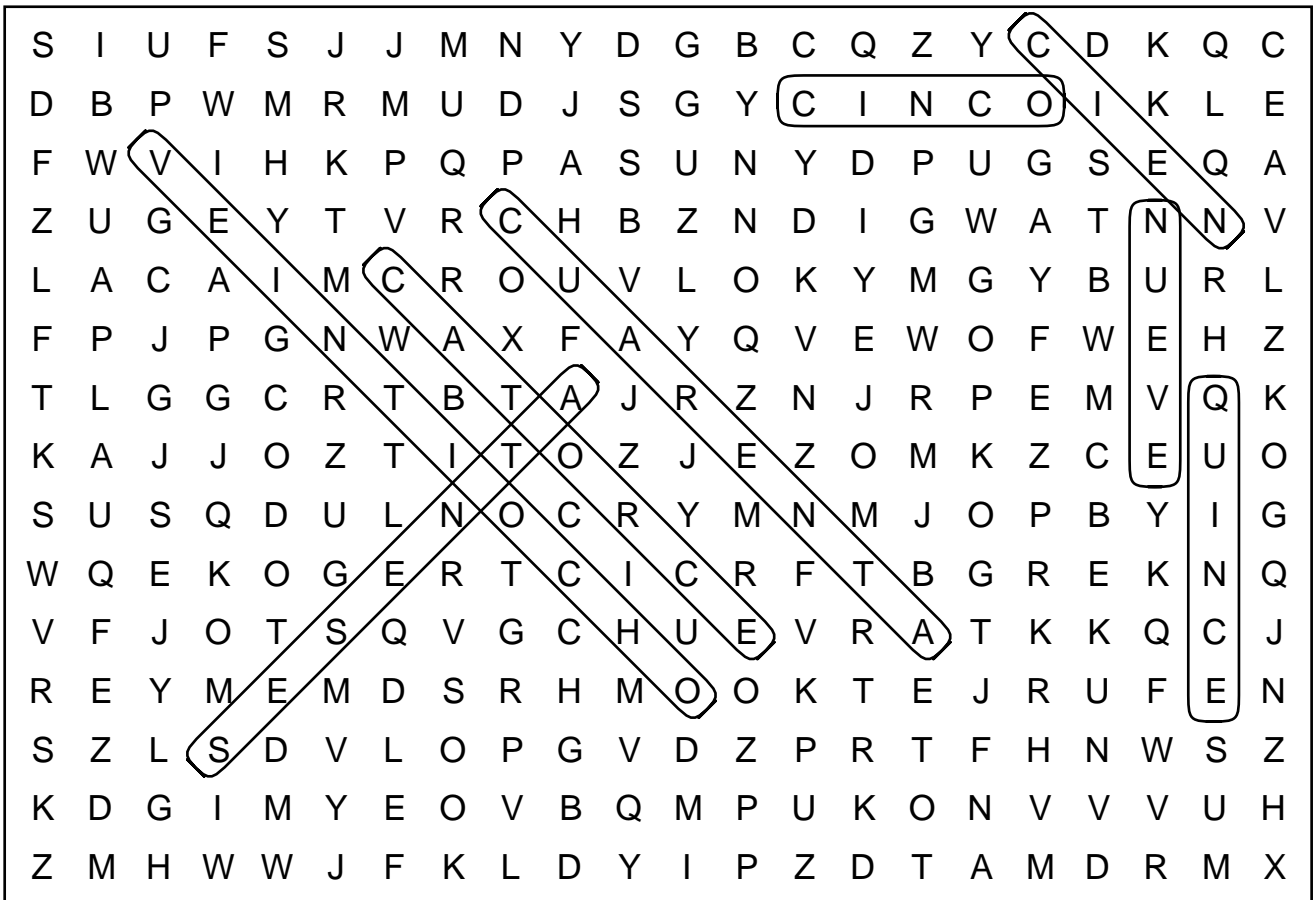 S I U F S J J M N Y D G B C Q Z Y C D K Q C
D B P W M R M U D J S G Y C I N C O I K L E
F W V I H K P Q P A S U N Y D P U G S E Q A
Z U G E Y T V R C H B Z N D I G W A T N N V
L A C A I M C R O U V L O K Y M G Y B U R L
F P J P G N W A X F A Y Q V E W O F W E H Z
T L G G C R T B T A J R Z N J R P E M V Q K
K A J J O Z T I T O Z J E Z O M K Z C E U O
S U S Q D U L N O C R Y M N M J O P B Y I G
W Q E K O G E R T C I C R F T B G R E K N Q
V F J O T S Q V G C H U E V R A T K K Q C J
R E Y M E M D S R H M O O K T E J R U F E N
S Z L S D V L O P G V D Z P R T F H N W S Z
K D G I M Y E O V B Q M P U K O N V V V U H
Z M H W W J F K L D Y I P Z D T A M D R M X